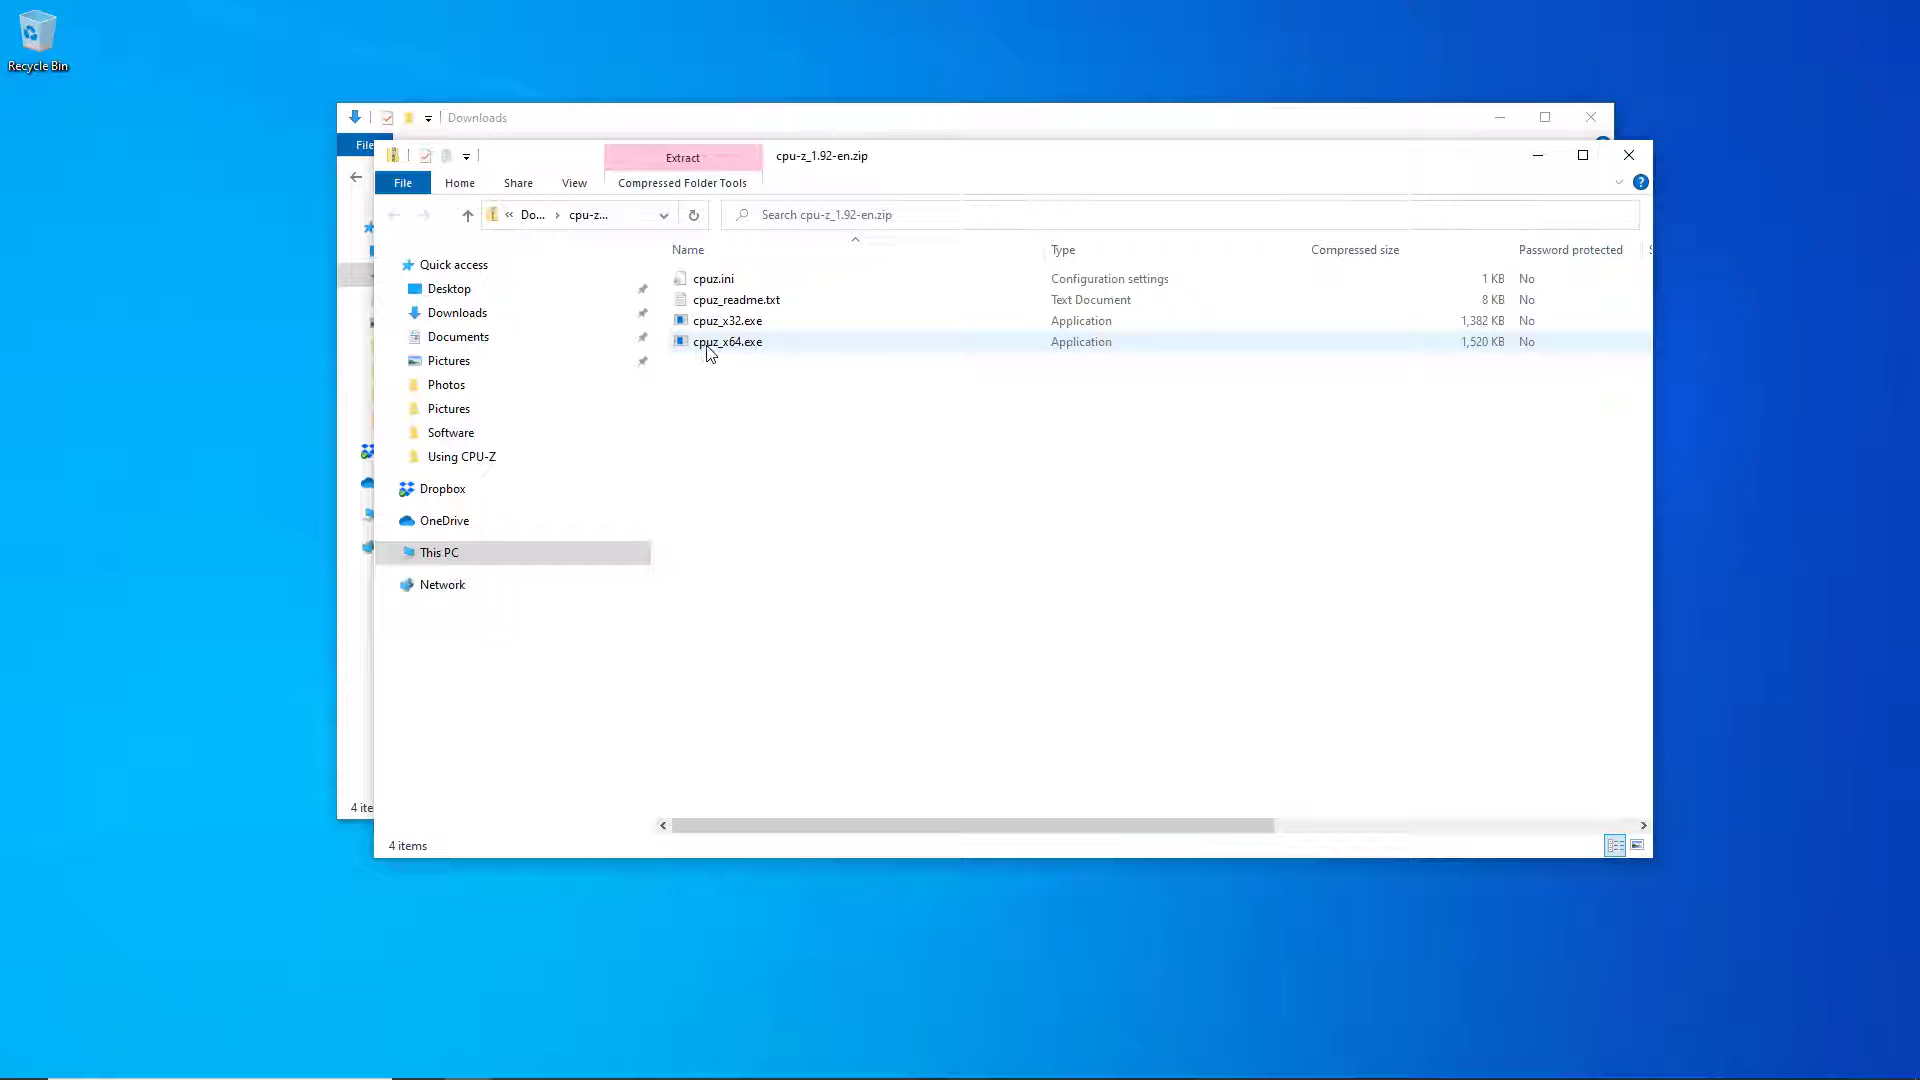 Recycle Bin
Downloads
File
Extract
cpu-z_1.92-en.zip
File
Home
Share
View
Compressed Folder Tools
?
« Do... › cpu-z...
Search cpu-z_1.92-en.zip
Name
Type
Compressed size
Password protected
Quick access
Desktop
Downloads
Documents
Pictures
Photos
Pictures
Software
Using CPU-Z
Dropbox
OneDrive
This PC
Network
cpuz.ini Configuration settings 1 KB No
cpuz_readme.txt Text Document 8 KB No
cpuz_x32.exe Application 1,382 KB No
cpuz_x64.exe Application 1,520 KB No
4 ite
4 items